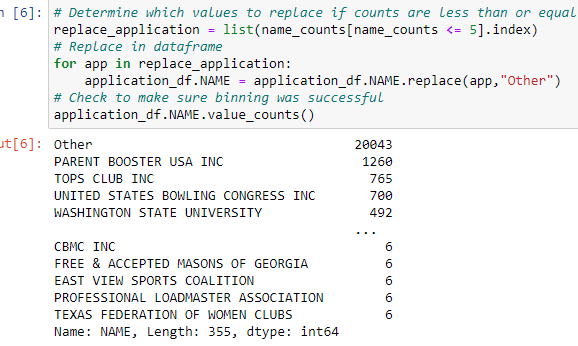 n [6]: # Determine which values to replace if counts are less than or equal
replace_application = list(name_counts[name_counts <= 5].index)
# Replace in dataframe
for app in replace_application:
    application_df.NAME = application_df.NAME.replace(app,"Other")
# Check to make sure binning was successful
application_df.NAME.value_counts()
ut[6]: Other 20043
PARENT BOOSTER USA INC 1260
TOPS CLUB INC 765
UNITED STATES BOWLING CONGRESS INC 700
WASHINGTON STATE UNIVERSITY 492
...
CBMC INC 6
FREE & ACCEPTED MASONS OF GEORGIA 6
EAST VIEW SPORTS COALITION 6
PROFESSIONAL LOADMASTER ASSOCIATION 6
TEXAS FEDERATION OF WOMEN CLUBS 6
Name: NAME, Length: 355, dtype: int64